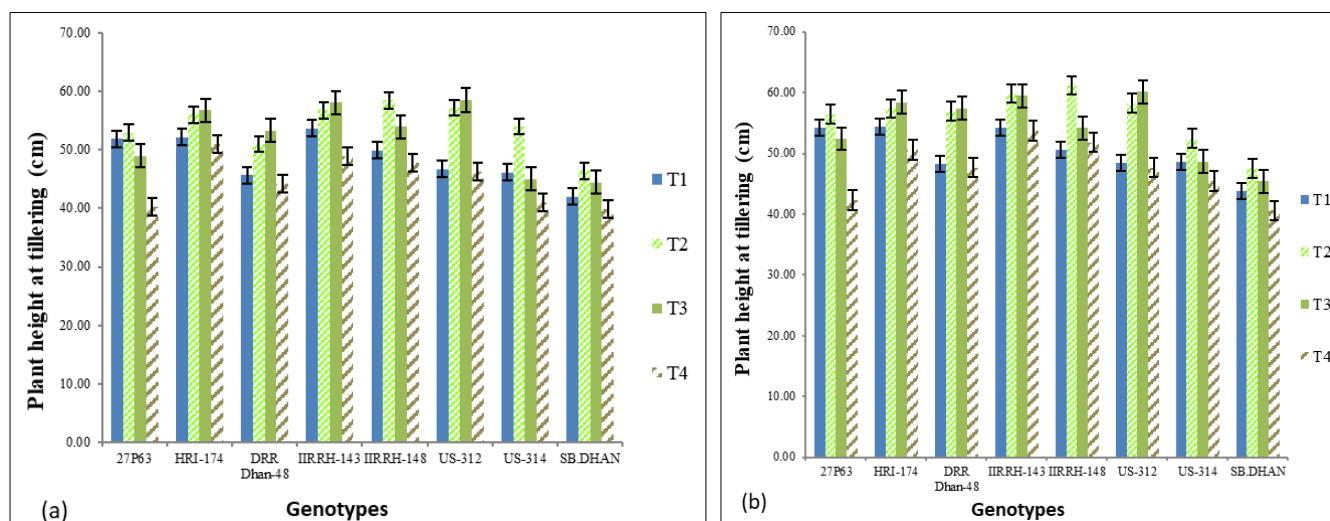 70.00
60.00
50.00
40.00
30.00
20.00
10.00
0.00
Plant height at tillering (cm)
27P63 HRI-174 DRR IIRRH-143 IIRRH-148 US-312 US-314 SB.DHAN
Dhan-48
Genotypes
(a)
T1
T2
T3
T4
70.00
60.00
50.00
40.00
30.00
20.00
10.00
0.00
Plant height at tillering (cm)
27P63 HRI-174 DRR IIRRH-143 IIRRH-148 US-312 US-314 SB.DHAN
Dhan-48
Genotypes
(b)
T1
T2
T3
T4